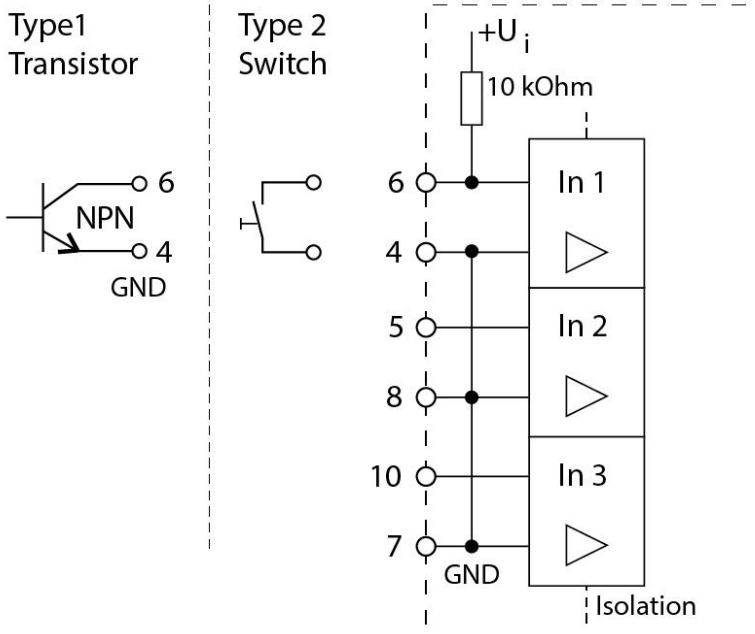 Type1
Transistor
Type 2
Switch
+U i
10 kOhm
6
NPN
4
GND
6
In 1
4
5
In 2
8
10
In 3
7
GND
Isolation